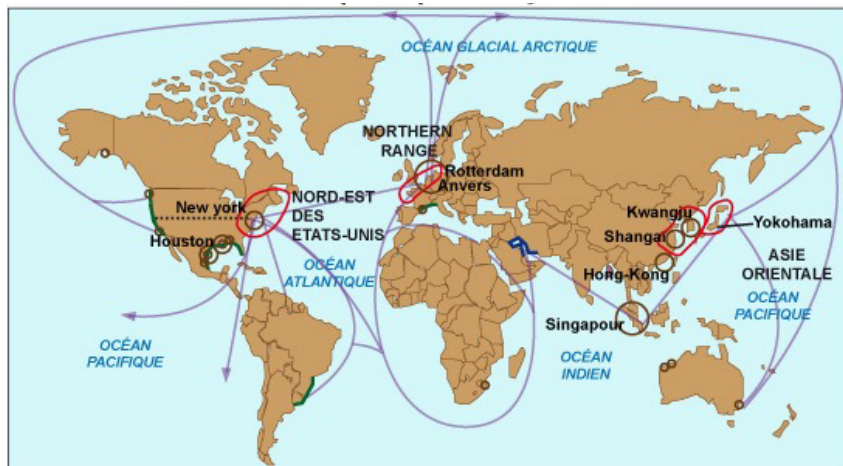 OCÉAN GLACIAL ARCTIQUE
NORTHERN
RANGE
Rotterdam
Anvers
New york
NORD-EST
DES
ETATS-UNIS
Houston
Kwangju
Yokohama
Shangai
ASIE
ORIENTALE
Hong-Kong
OCÉAN
ATLANTIQUE
OCÉAN
PACIFIQUE
Singapour
OCÉAN
PACIFIQUE
OCÉAN
INDIEN